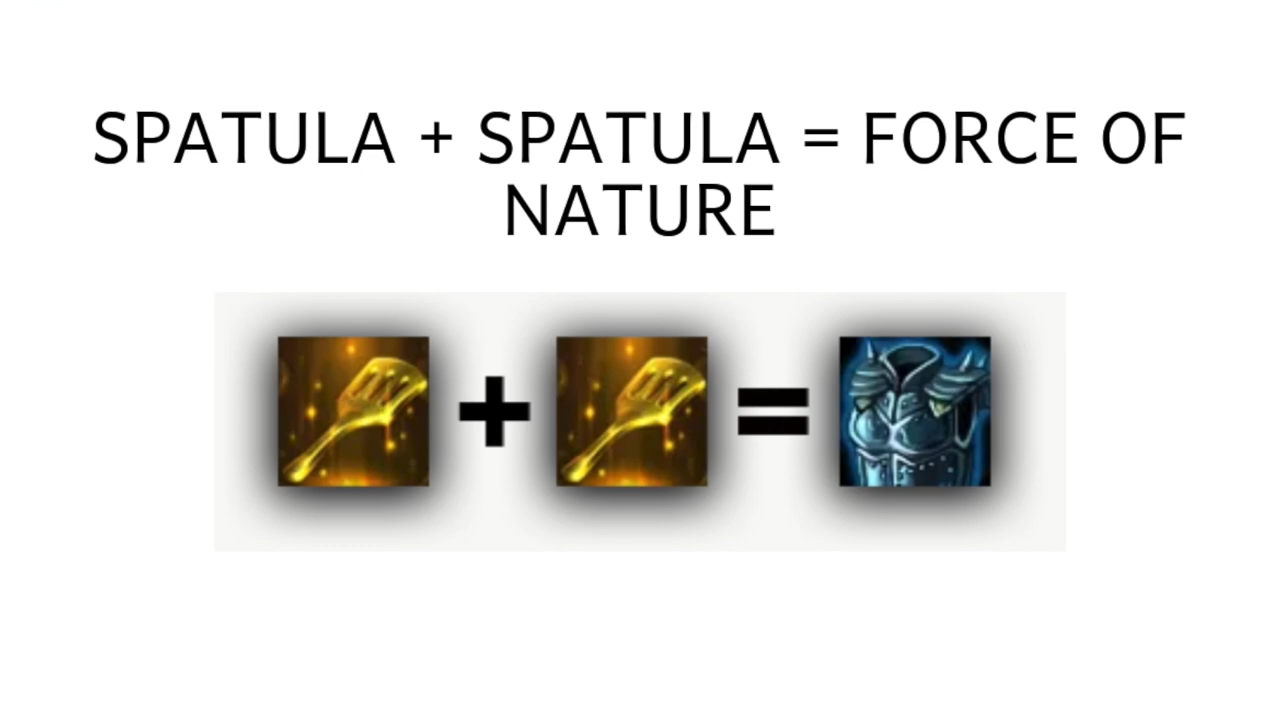 SPATULA + SPATULA = FORCE OF
NATURE